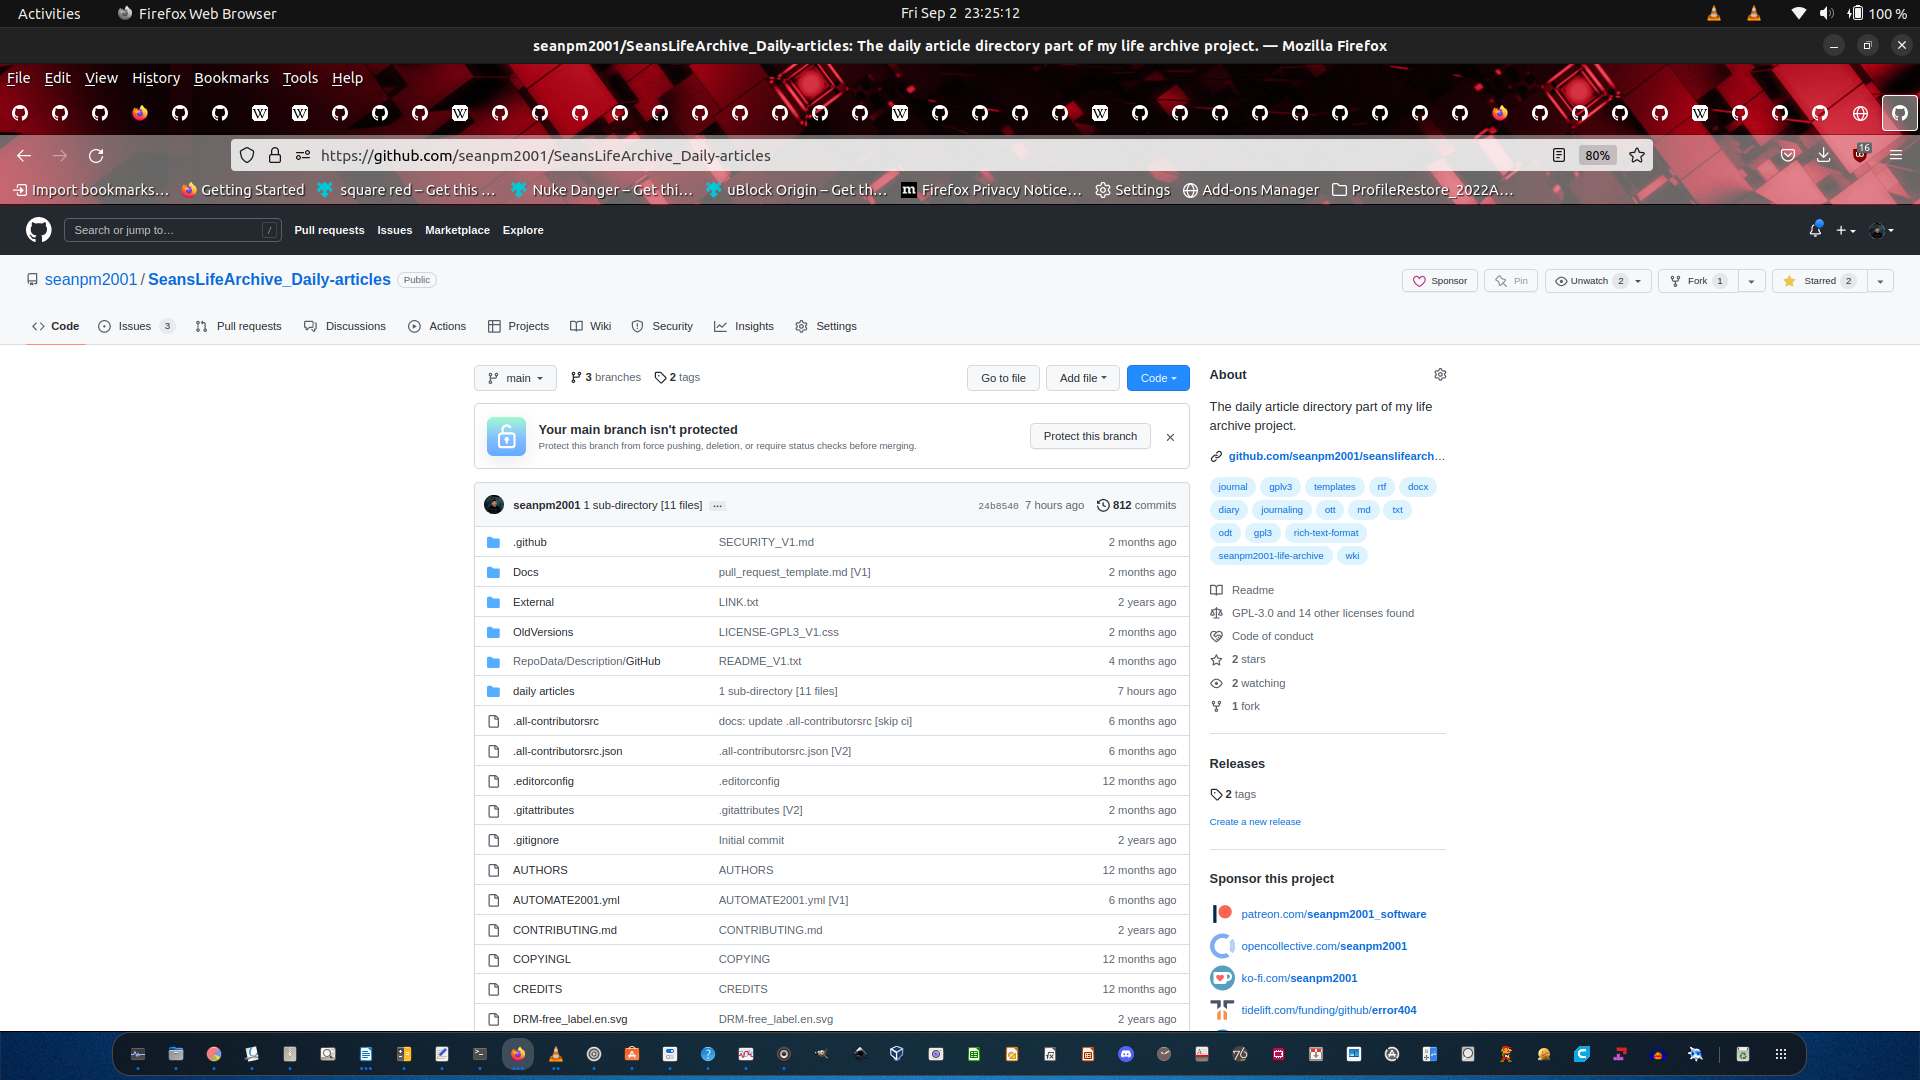 Activities Firefox Web Browser Fri Sep 2 23:25:12 100 %
seanpm2001/SeansLifeArchive_Daily-articles: The daily article directory part of my life archive project. — Mozilla Firefox
File Edit View History Bookmarks Tools Help
https://github.com/seanpm2001/SeansLifeArchive_Daily-articles 80% 16
Import bookmarks… Getting Started square red – Get this … Nuke Danger – Get thi… uBlock Origin – Get th… Firefox Privacy Notice… Settings Add-ons Manager ProfileRestore_2022A…
Search or jump to… / Pull requests Issues Marketplace Explore
seanpm2001 / SeansLifeArchive_Daily-articles Public Sponsor Pin Unwatch 2 Fork 1 Starred 2
Code Issues 3 Pull requests Discussions Actions Projects Wiki Security Insights Settings
main 3 branches 2 tags Go to file Add file Code
Your main branch isn't protected
Protect this branch from force pushing, deletion, or require status checks before merging.
Protect this branch
seanpm2001 1 sub-directory [11 files] … 24b8540 7 hours ago 812 commits
.github SECURITY_V1.md 2 months ago
Docs pull_request_template.md [V1] 2 months ago
External LINK.txt 2 years ago
OldVersions LICENSE-GPL3_V1.css 2 months ago
RepoData/Description/GitHub README_V1.txt 4 months ago
daily articles 1 sub-directory [11 files] 7 hours ago
.all-contributorsrc docs: update .all-contributorsrc [skip ci] 6 months ago
.all-contributorsrc.json .all-contributorsrc.json [V2] 6 months ago
.editorconfig .editorconfig 12 months ago
.gitattributes .gitattributes [V2] 2 months ago
.gitignore Initial commit 2 years ago
AUTHORS AUTHORS 12 months ago
AUTOMATE2001.yml AUTOMATE2001.yml [V1] 6 months ago
CONTRIBUTING.md CONTRIBUTING.md 2 years ago
COPYINGL COPYING 12 months ago
CREDITS CREDITS 12 months ago
DRM-free_label.en.svg DRM-free_label.en.svg 2 years ago
About
The daily article directory part of my life
archive project.
github.com/seanpm2001/seanslifearch…
journal gplv3 templates rtf docx
diary journaling ott md txt
odt gpl3 rich-text-format
seanpm2001-life-archive wki
Readme
GPL-3.0 and 14 other licenses found
Code of conduct
2 stars
2 watching
1 fork
Releases
2 tags
Create a new release
Sponsor this project
patreon.com/seanpm2001_software
opencollective.com/seanpm2001
ko-fi.com/seanpm2001
tidelift.com/funding/github/error404